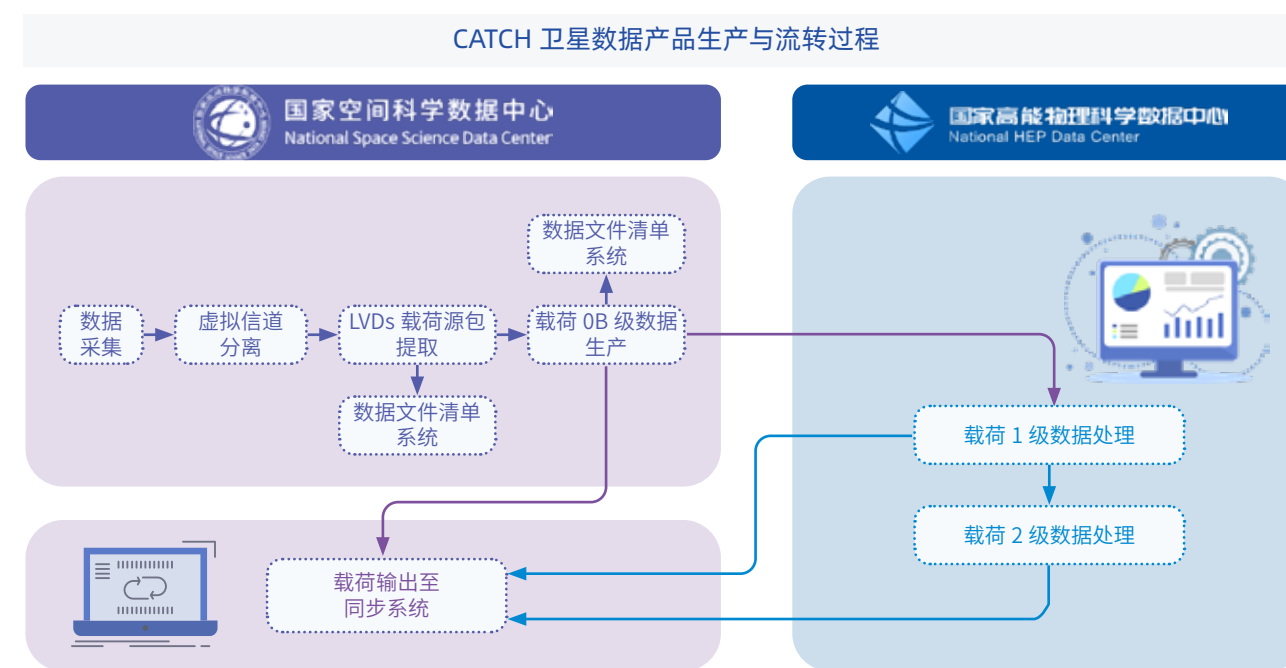 CATCH 卫星数据产品生产与流转过程
国家空间科学数据中心
National Space Science Data Center
国家高能物理科学数据中心
National HEP Data Center
数据文件清单
系统
数据
采集
虚拟信道
分离
LVDs 载荷源包
提取
载荷 0B 级数据
生产
数据文件清单
系统
载荷 1 级数据处理
载荷 2 级数据处理
载荷输出至
同步系统